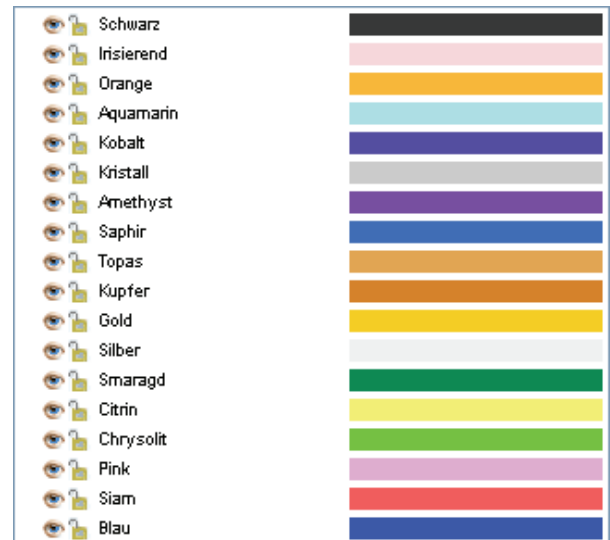 Schwarz
Irisierend
Orange
Aquamarin
Kobalt
Kristall
Amethyst
Saphir
Topas
Kupfer
Gold
Silber
Smaragd
Citrin
Chrysolit
Pink
Siam
Blau